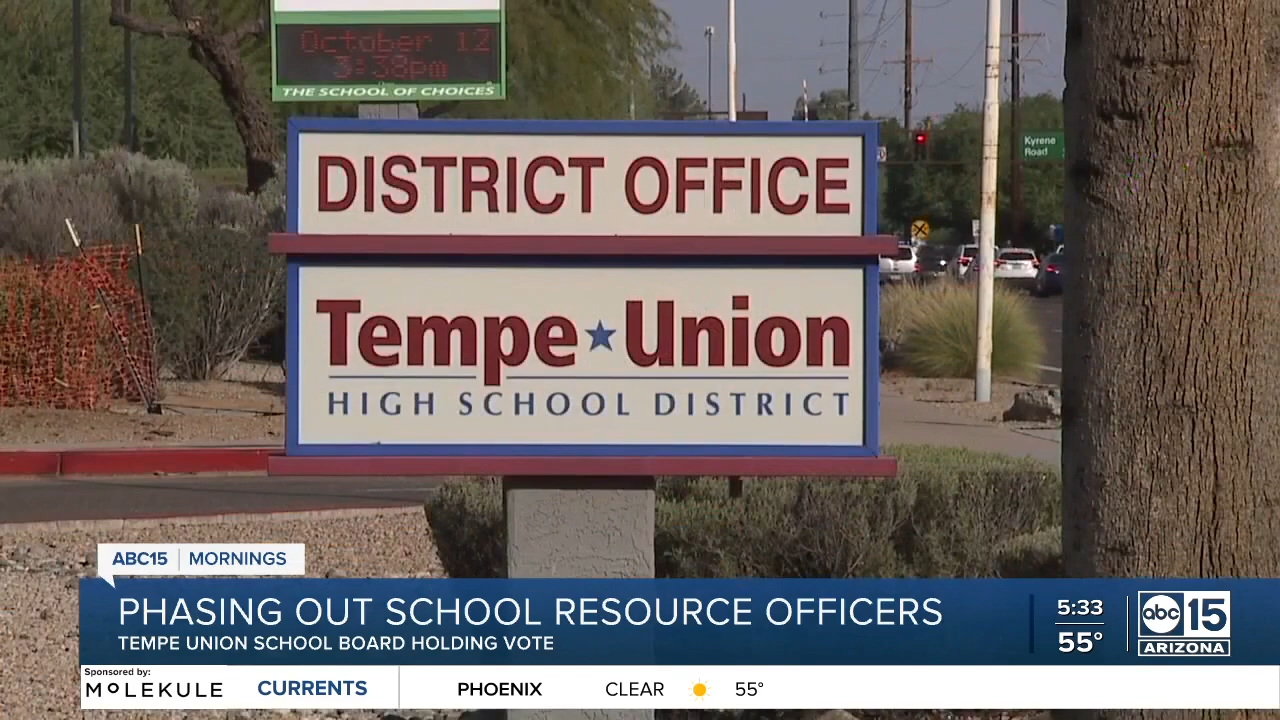 October 12
3:38pm
THE SCHOOL OF CHOICES
DISTRICT OFFICE
Kyrene
Road
Tempe Union
HIGH SCHOOL DISTRICT
ABC15 MORNINGS
PHASING OUT SCHOOL RESOURCE OFFICERS
TEMPE UNION SCHOOL BOARD HOLDING VOTE
5:33
55°
abc 15
ARIZONA
Sponsored by:
MOLEKULE
CURRENTS
PHOENIX CLEAR 55°